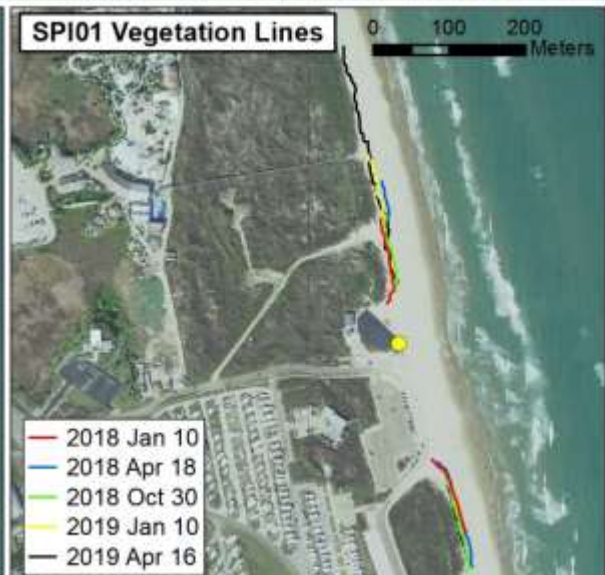 SPI01 Vegetation Lines
0 100 200
Meters
2018 Jan 10
2018 Apr 18
2018 Oct 30
2019 Jan 10
2019 Apr 16